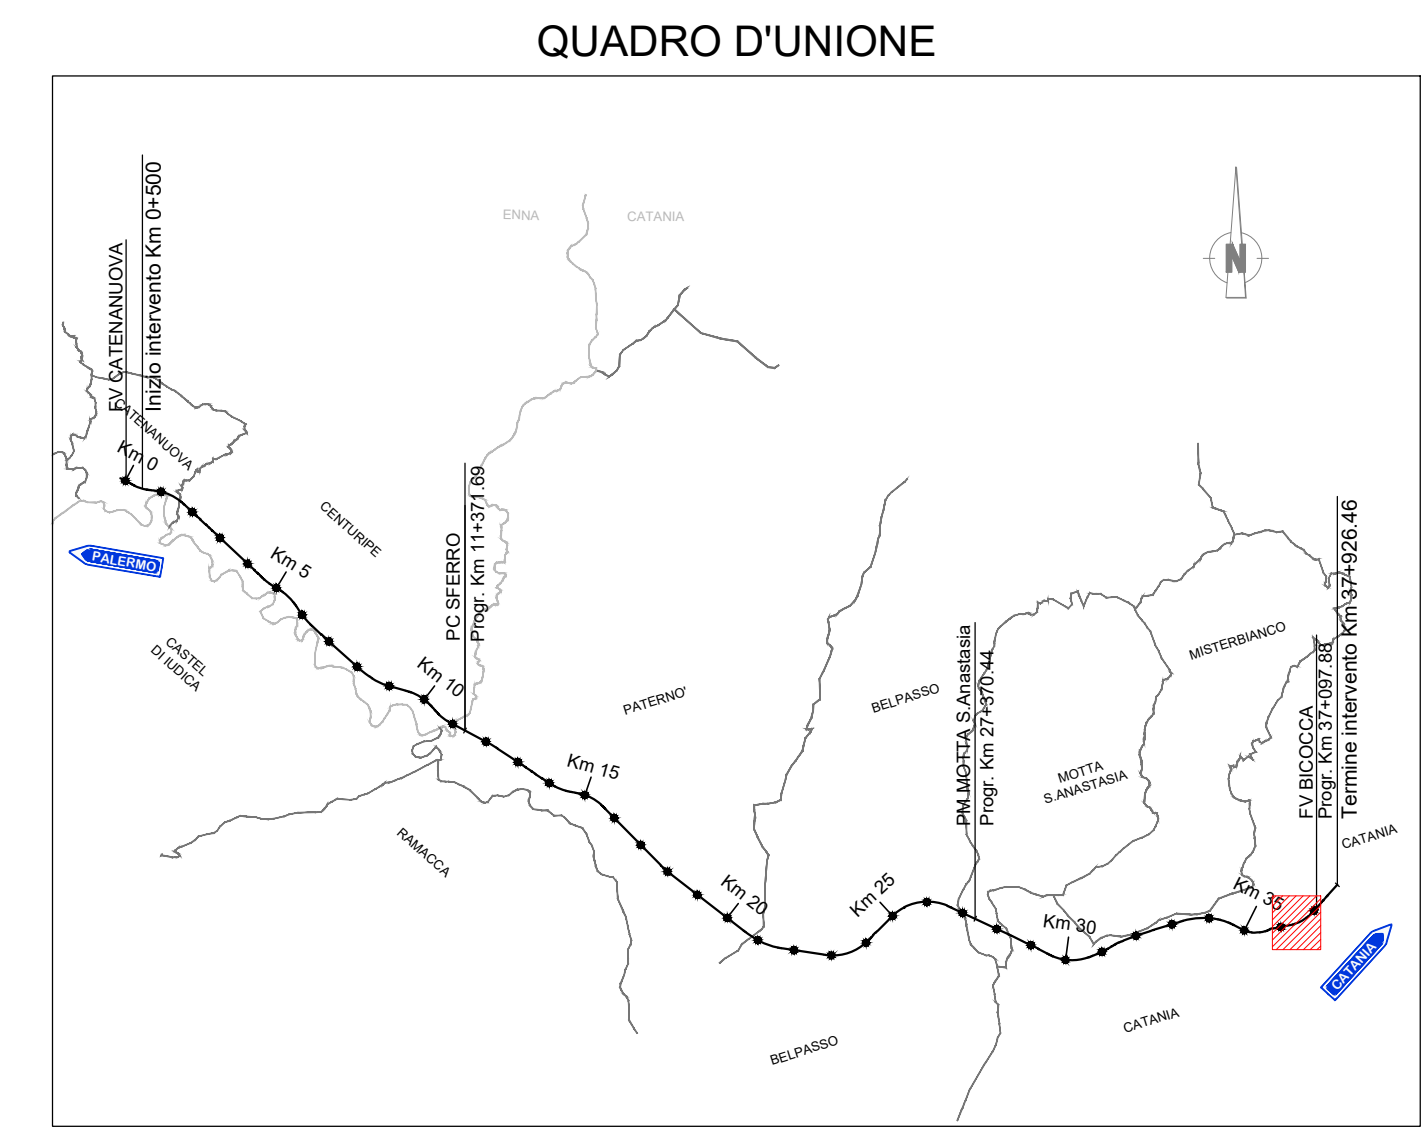 QUADRO D'UNIONE
ENNA
CATANIA
N
FV CATENANUOVA
Inizio intervento Km 0+500
CATENANUOVA
Km 0
PALERMO
CENTURIPE
Km 5
CASTEL
DI IUDICA
PC SFERRO
Progr. Km 11+371.69
Km 10
PATERNO'
Km 15
RAMACCA
Km 20
BELPASSO
Km 25
PM MOTTA S.Anastasia
Progr. Km 27+370.44
MISTERBIANCO
MOTTA
S.ANASTASIA
FV BICOCCA
Progr. Km 37+097.88
Termine intervento Km 37+926.46
CATANIA
Km 30
Km 35
CATANIA
CATANIA
BELPASSO